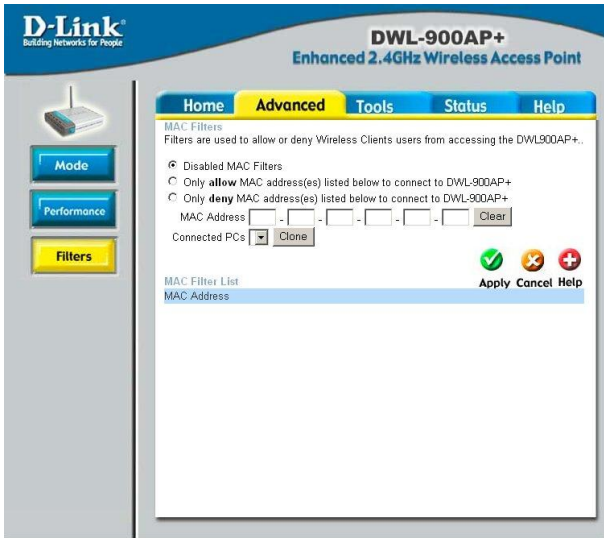 D-Link
Building Networks for People
DWL-900AP+
Enhanced 2.4GHz Wireless Access Point
Home Advanced Tools Status Help
Mode
Performance
Filters
MAC Filters
Filters are used to allow or deny Wireless Clients users from accessing the DWL900AP+..
Disabled MAC Filters
Only allow MAC address(es) listed below to connect to DWL-900AP+
Only deny MAC address(es) listed below to connect to DWL-900AP+
MAC Address - - - - - Clear
Connected PCs Clone
Apply Cancel Help
MAC Filter List
MAC Address